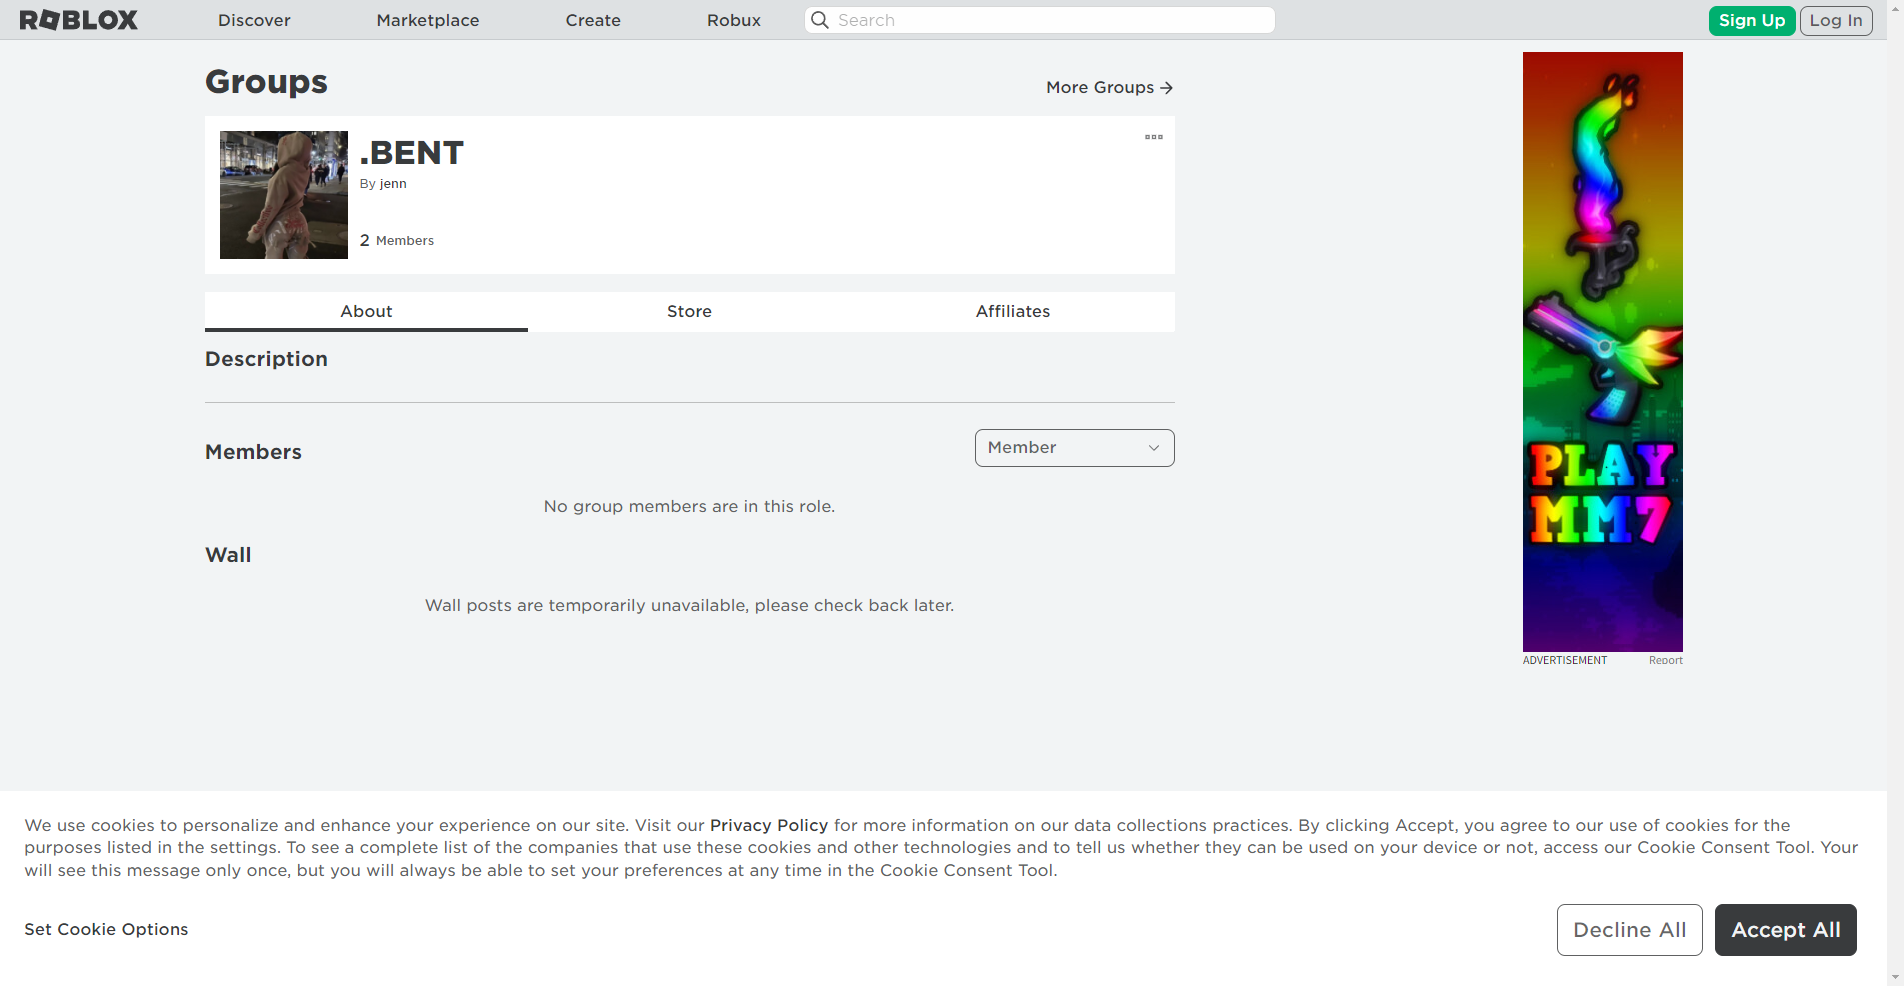 ROBLOX
Discover
Marketplace
Create
Robux
Search
Sign Up
Log In
Groups
More Groups
.BENT
By jenn
2 Members
About
Store
Affiliates
Description
Members
Member
No group members are in this role.
Wall
Wall posts are temporarily unavailable, please check back later.
PLAY
MM7
ADVERTISEMENT
Report
We use cookies to personalize and enhance your experience on our site. Visit our Privacy Policy for more information on our data collections practices. By clicking Accept, you agree to our use of cookies for the
purposes listed in the settings. To see a complete list of the companies that use these cookies and other technologies and to tell us whether they can be used on your device or not, access our Cookie Consent Tool. Your
will see this message only once, but you will always be able to set your preferences at any time in the Cookie Consent Tool.
Set Cookie Options
Decline All
Accept All